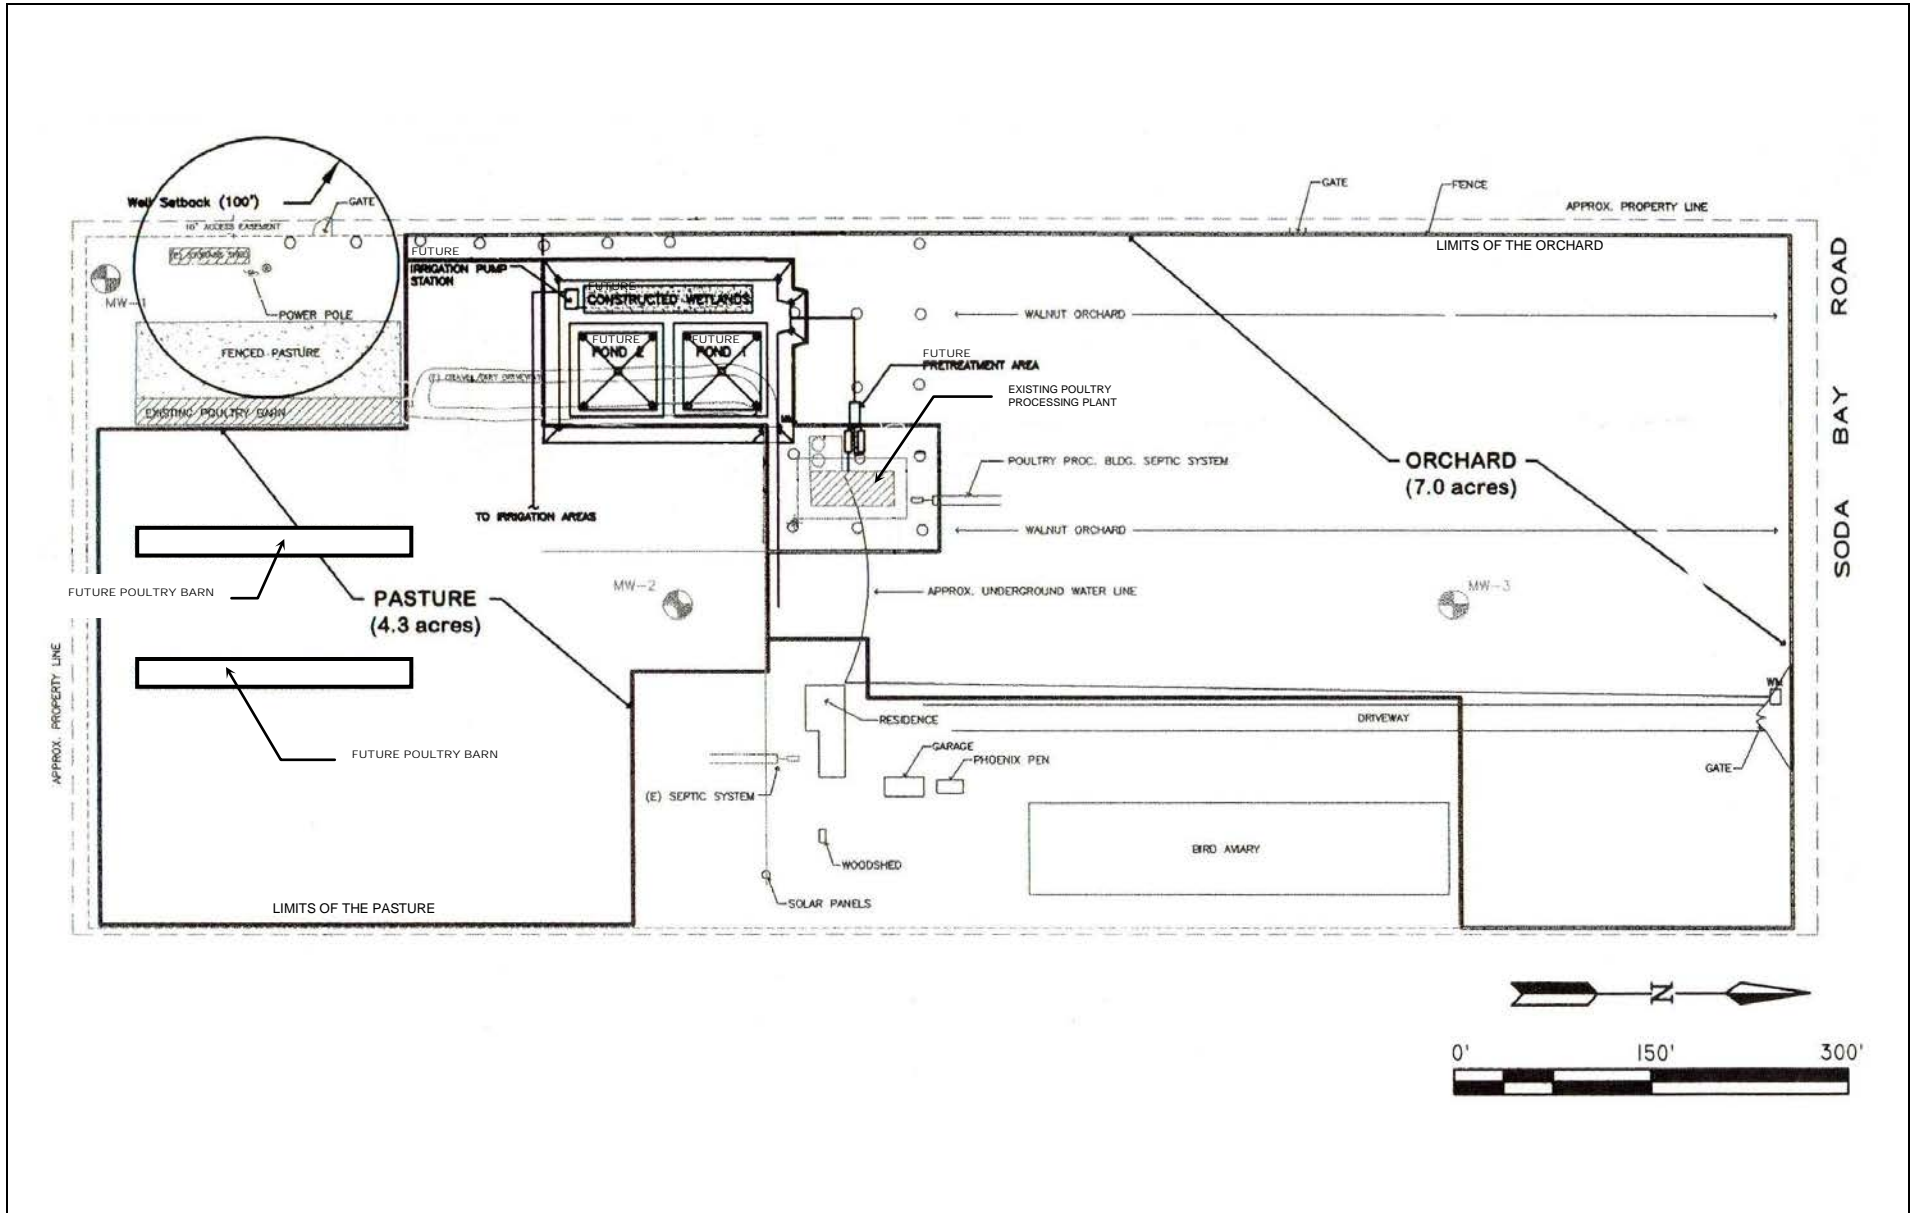 GATE
FENCE
APPROX. PROPERTY LINE
Well Setback (100')
GATE
10' ACCESS EASEMENT
LIMITS OF THE ORCHARD
FUTURE
IRRIGATION PUMP
STATION
FUTURE
CONSTRUCTED WETLANDS
MW-1
POWER POLE
WALNUT ORCHARD
FENCED PASTURE
FUTURE
POND 2
FUTURE
POND 1
FUTURE
PRETREATMENT AREA
(E) GRAVEL/DIRT DRIVEWAY
EXISTING POULTRY
PROCESSING PLANT
EXISTING POULTRY BARN
POULTRY PROC. BLDG. SEPTIC SYSTEM
ORCHARD
(7.0 acres)
TO IRRIGATION AREAS
WALNUT ORCHARD
SODA BAY ROAD
FUTURE POULTRY BARN
PASTURE
(4.3 acres)
MW-2
APPROX. UNDERGROUND WATER LINE
MW-3
APPROX. PROPERTY LINE
WM
RESIDENCE
DRIVEWAY
FUTURE POULTRY BARN
GARAGE
PHOENIX PEN
GATE
(E) SEPTIC SYSTEM
BIRD AVIARY
WOODSHED
SOLAR PANELS
LIMITS OF THE PASTURE
N
0' 150' 300'